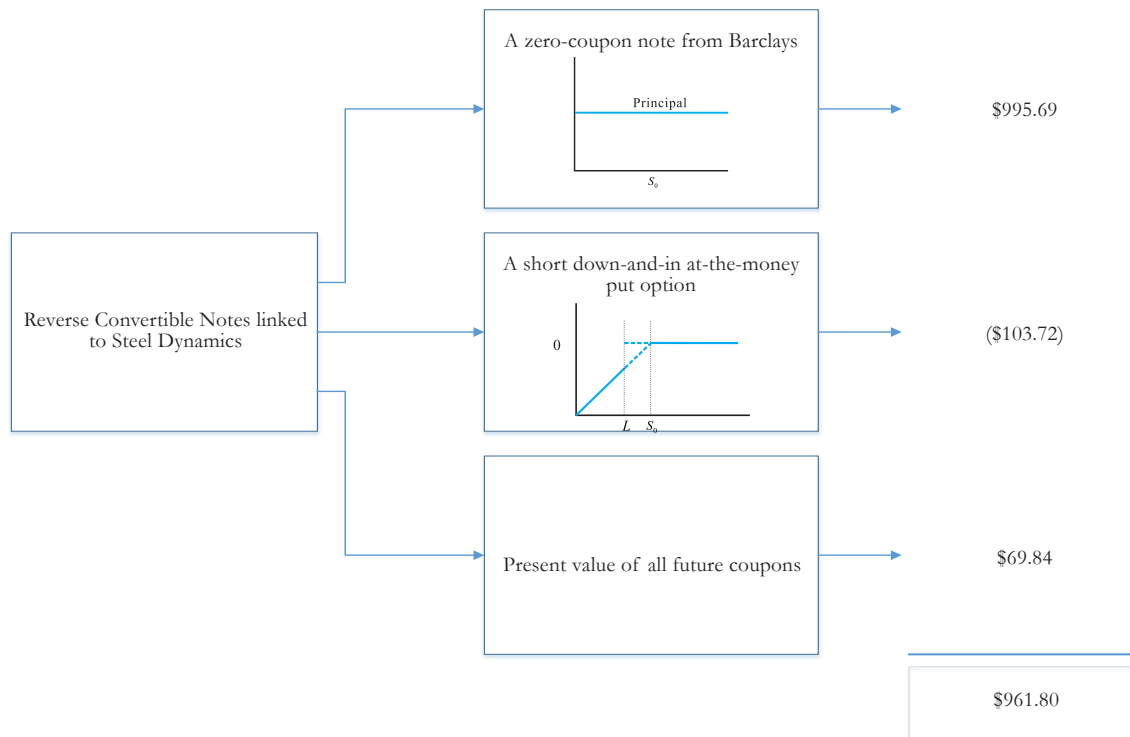 A zero-coupon note from Barclays
Principal
S₀
$995.69
Reverse Convertible Notes linked
to Steel Dynamics
A short down-and-in at-the-money
put option
0
L S₀
($103.72)
Present value of all future coupons
$69.84
$961.80